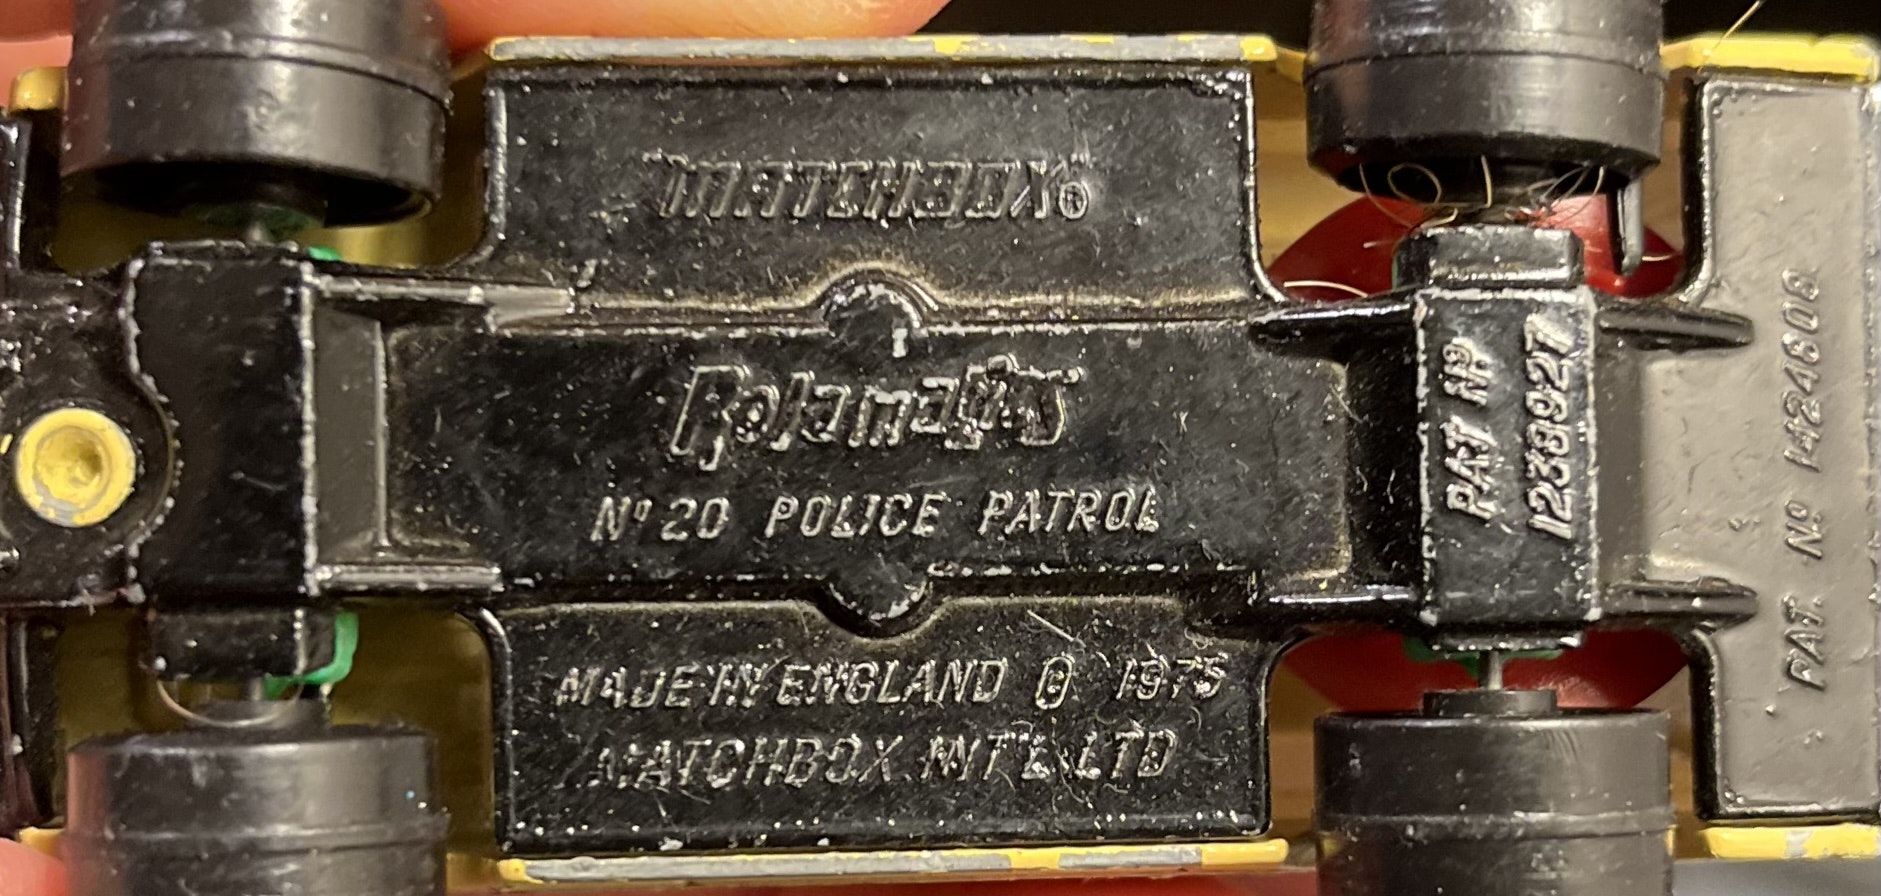 MATCHBOX®
Rolamatics
Nº 20 POLICE PATROL
MADE IN ENGLAND © 1975
MATCHBOX INT'L LTD
PAT Nº
1238927
PAT. Nº 1424808